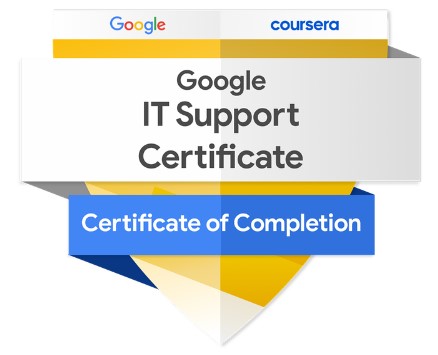 Google coursera
Google
IT Support
Certificate
Certificate of Completion